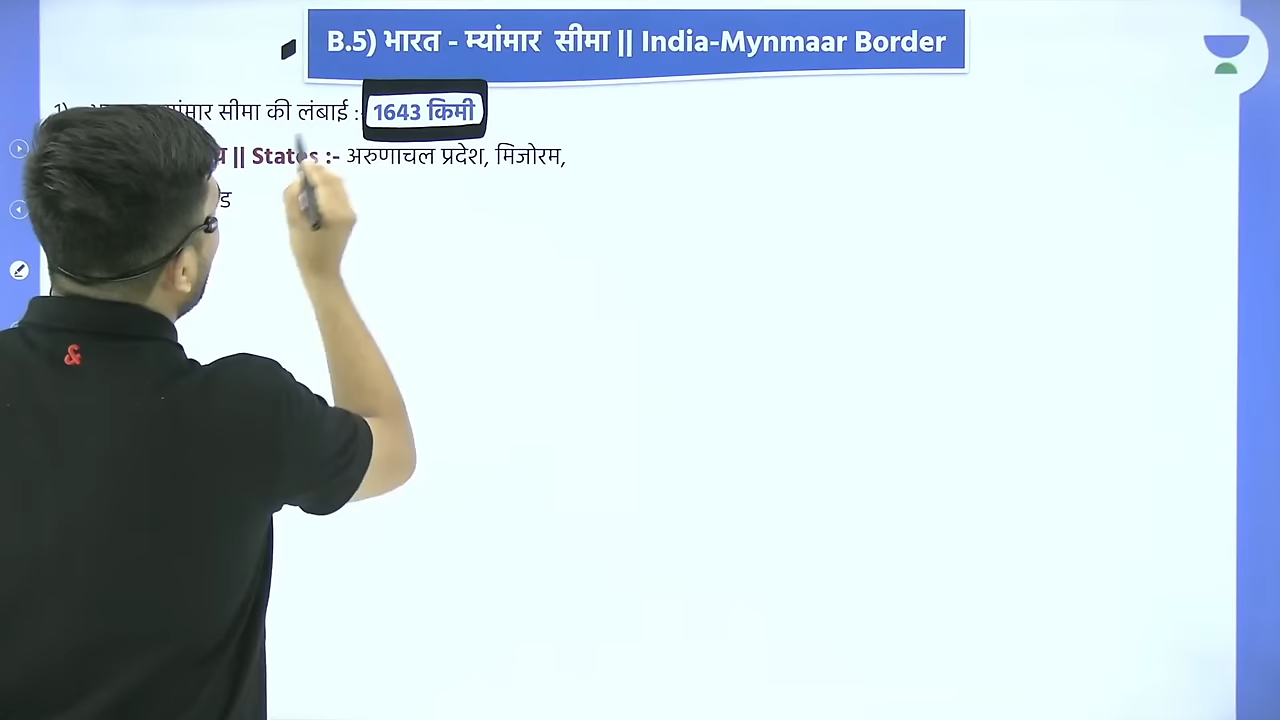 B.5) भारत - म्यांमार सीमा || India-Mynmaar Border
सीमा की लंबाई : 1643 किमी
|| States :- अरुणाचल प्रदेश, मिजोरम,
&